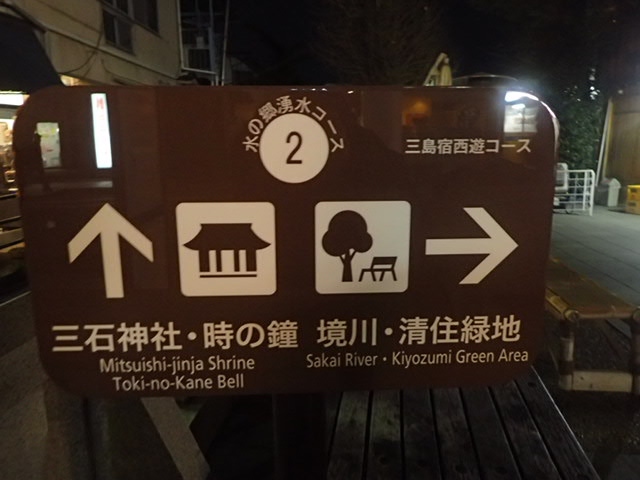 水の郷湧水コース
2
三島宿西遊コース
三石神社・時の鐘
Mitsuishi-jinja Shrine
Toki-no-Kane Bell
境川・清住緑地
Sakai River・Kiyozumi Green Area